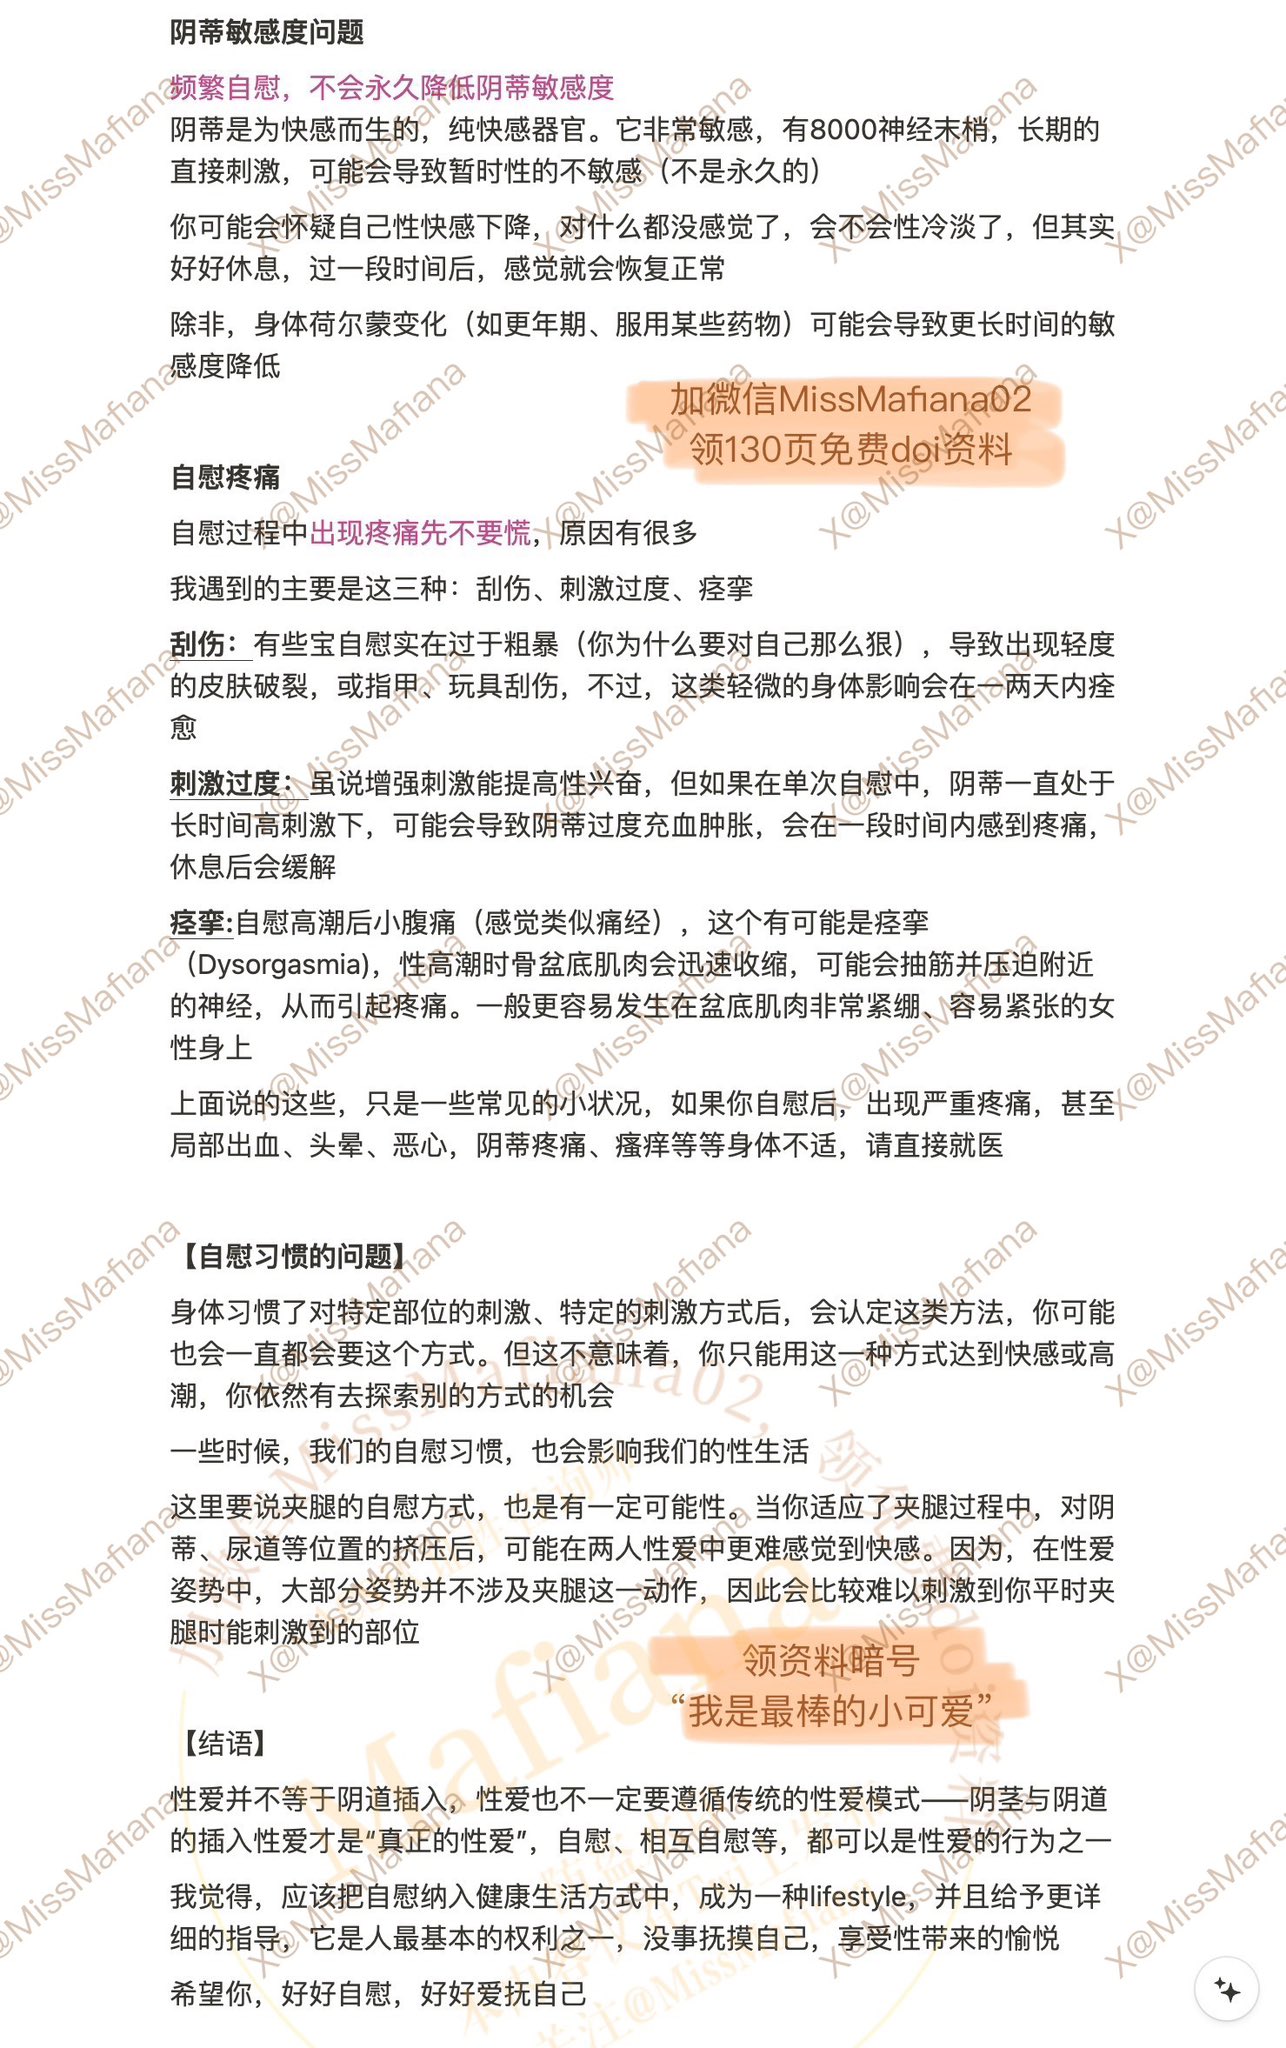 阴蒂敏感度问题
频繁自慰，不会永久降低阴蒂敏感度
阴蒂是为快感而生的，纯快感器官。它非常敏感，有8000神经末梢，长期的
直接刺激，可能会导致暂时性的不敏感（不是永久的）
你可能会怀疑自己性快感下降，对什么都没感觉了，会不会性冷淡了，但其实
好好休息，过一段时间后，感觉就会恢复正常
除非，身体荷尔蒙变化（如更年期、服用某些药物）可能会导致更长时间的敏
感度降低
加微信MissMafiana02
领130页免费doi资料
自慰疼痛
自慰过程中出现疼痛先不要慌，原因有很多
我遇到的主要是这三种：刮伤、刺激过度、痉挛
刮伤：有些宝自慰实在过于粗暴（你为什么要对自己那么狠），导致出现轻度
的皮肤破裂，或指甲、玩具刮伤，不过，这类轻微的身体影响会在一两天内痊
愈
刺激过度：虽说增强刺激能提高性兴奋，但如果在单次自慰中，阴蒂一直处于
长时间高刺激下，可能会导致阴蒂过度充血肿胀，会在一段时间内感到疼痛，
休息后会缓解
痉挛:自慰高潮后小腹痛（感觉类似痛经），这个有可能是痉挛
（Dysorgasmia)，性高潮时骨盆底肌肉会迅速收缩，可能会抽筋并压迫附近
的神经，从而引起疼痛。一般更容易发生在盆底肌肉非常紧绷、容易紧张的女
性身上
上面说的这些，只是一些常见的小状况，如果你自慰后，出现严重疼痛，甚至
局部出血、头晕、恶心，阴蒂疼痛、瘙痒等等身体不适，请直接就医
【自慰习惯的问题】
身体习惯了对特定部位的刺激、特定的刺激方式后，会认定这类方法，你可能
也会一直都会要这个方式。但这不意味着，你只能用这一种方式达到快感或高
潮，你依然有去探索别的方式的机会
一些时候，我们的自慰习惯，也会影响我们的性生活
这里要说夹腿的自慰方式，也是有一定可能性。当你适应了夹腿过程中，对阴
蒂、尿道等位置的挤压后，可能在两人性爱中更难感觉到快感。因为，在性爱
姿势中，大部分姿势并不涉及夹腿这一动作，因此会比较难以刺激到你平时夹
腿时能刺激到的部位
领资料暗号
“我是最棒的小可爱”
【结语】
性爱并不等于阴道插入，性爱也不一定要遵循传统的性爱模式——阴茎与阴道
的插入性爱才是“真正的性爱”，自慰、相互自慰等，都可以是性爱的行为之一
我觉得，应该把自慰纳入健康生活方式中，成为一种lifestyle，并且给予更详
细的指导，它是人最基本的权利之一，没事抚摸自己，享受性带来的愉悦
希望你，好好自慰，好好爱抚自己
X@MissMafiana
加微信MissMafiana02，领免费doi资料
Mafiana
关注@MissMafiana